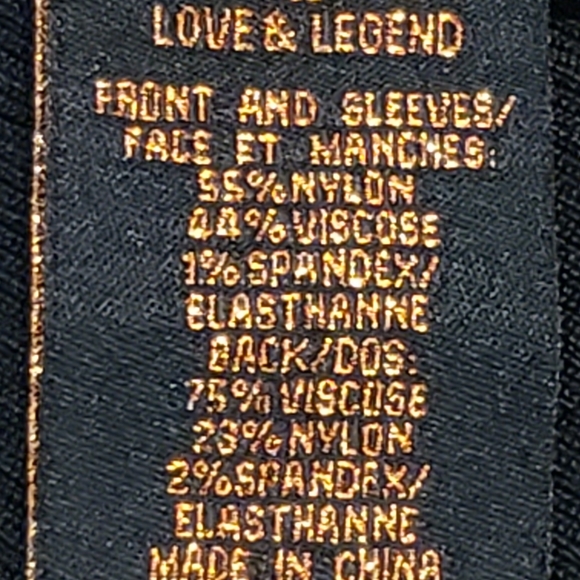 LOVE & LEGEND
FRONT AND SLEEVES/
FACE ET MANCHES:
55% NYLON
44% VISCOSE
1% SPANDEX/
ELASTHANNE
BACK/DOS:
75% VISCOSE
23% NYLON
2% SPANDEX/
ELASTHANNE
MADE IN CHINA